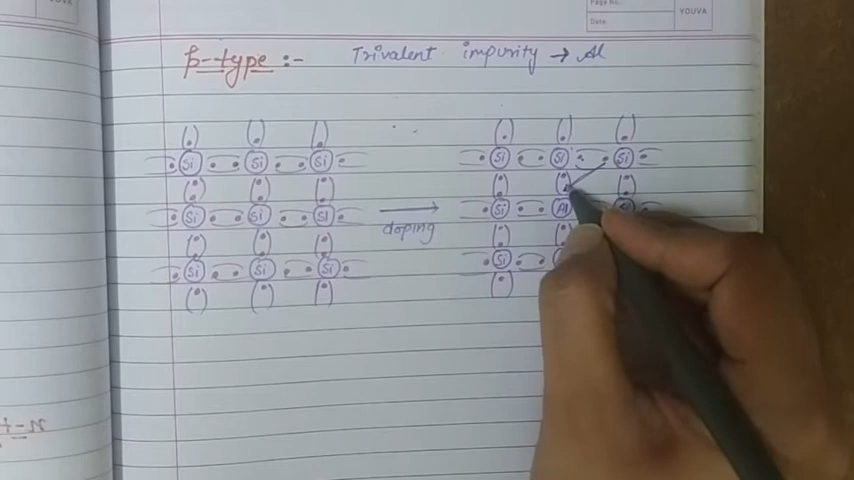 Page No.
Date:
YOUVA
p-type :- Trivalent impurity → Al
Si Si Si Si Si Si
Si Si Si doping Si Al Si
Si Si Si Si